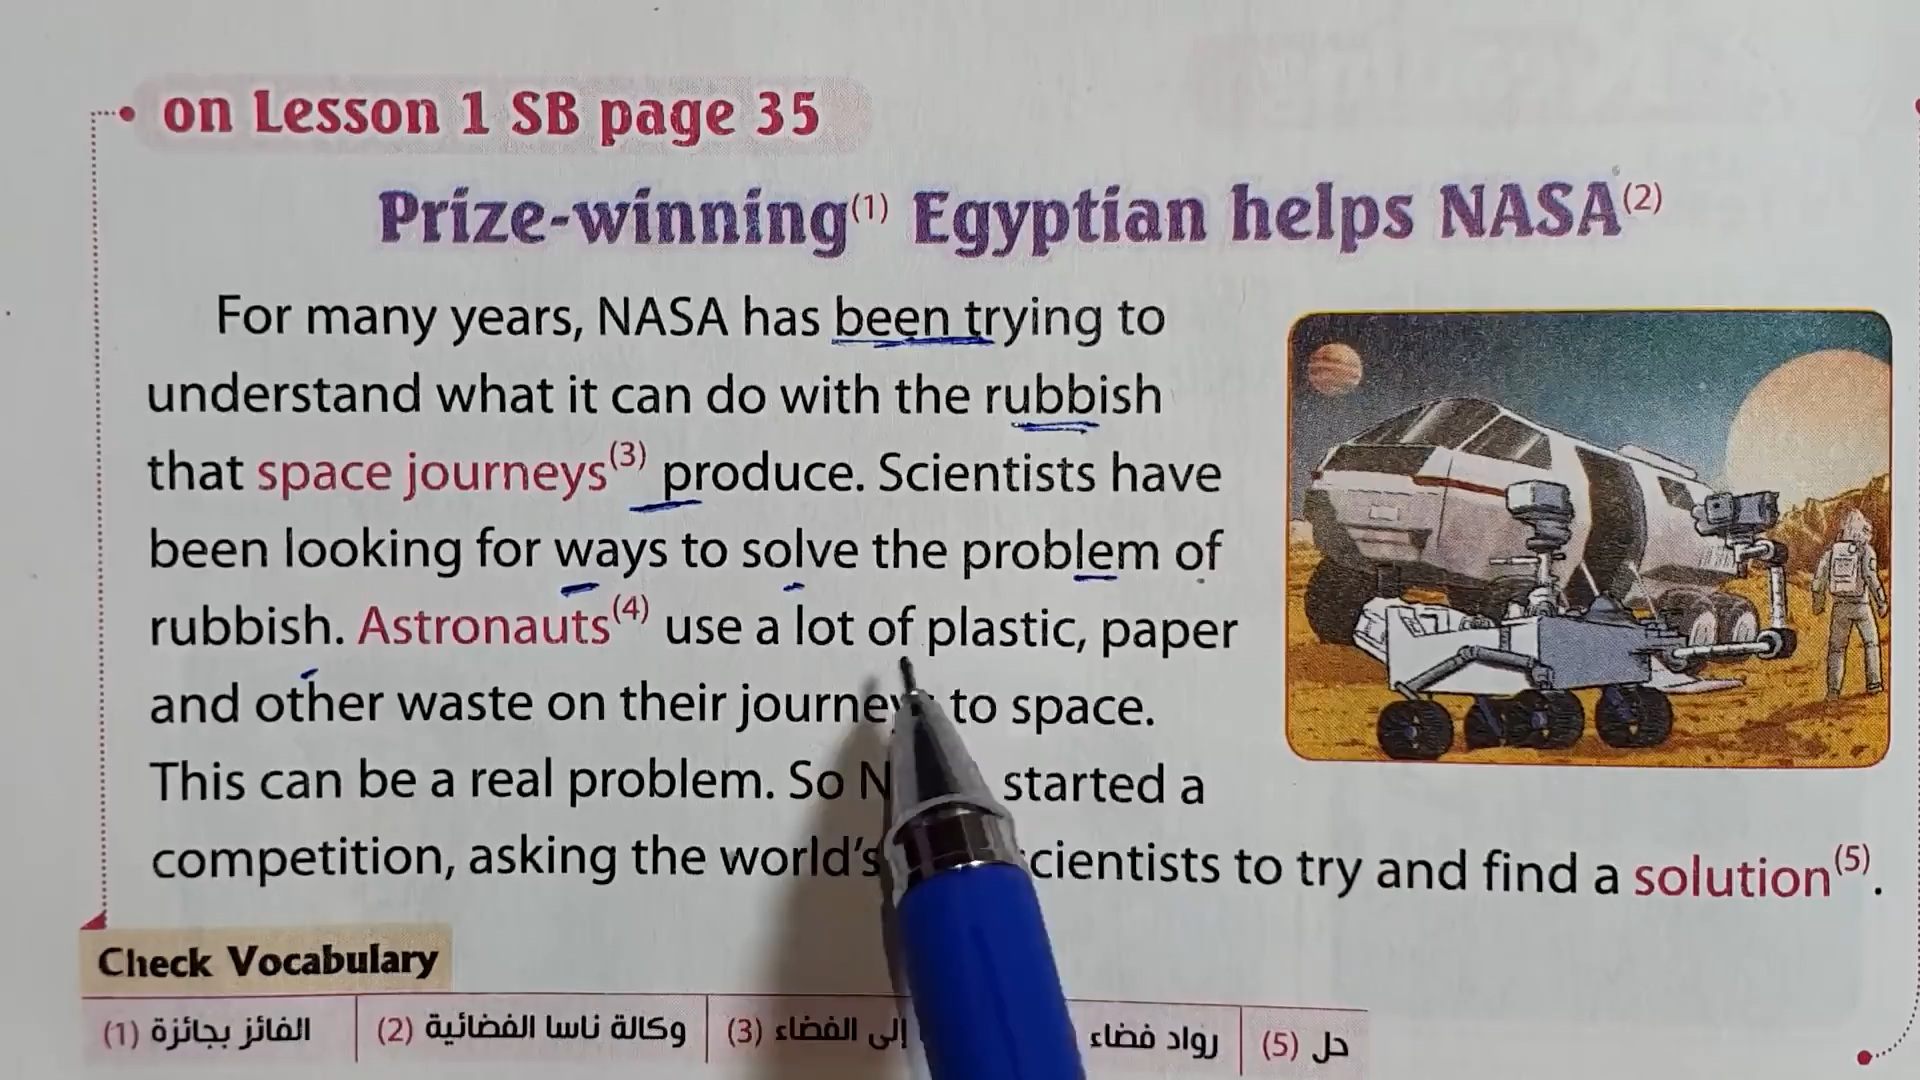 on Lesson 1 SB page 35
Prize-winning(1) Egyptian helps NASA(2)
For many years, NASA has been trying to
understand what it can do with the rubbish
that space journeys(3) produce. Scientists have
been looking for ways to solve the problem of
rubbish. Astronauts(4) use a lot of plastic, paper
and other waste on their to space.
This can be a real problem. So started a
competition, asking the world's to try and find a solution(5).
Check Vocabulary
(1) الفائز بجائزة
(2) وكالة ناسا الفضائية
(3) إلى الفضاء
رواد فضاء
(5) حل